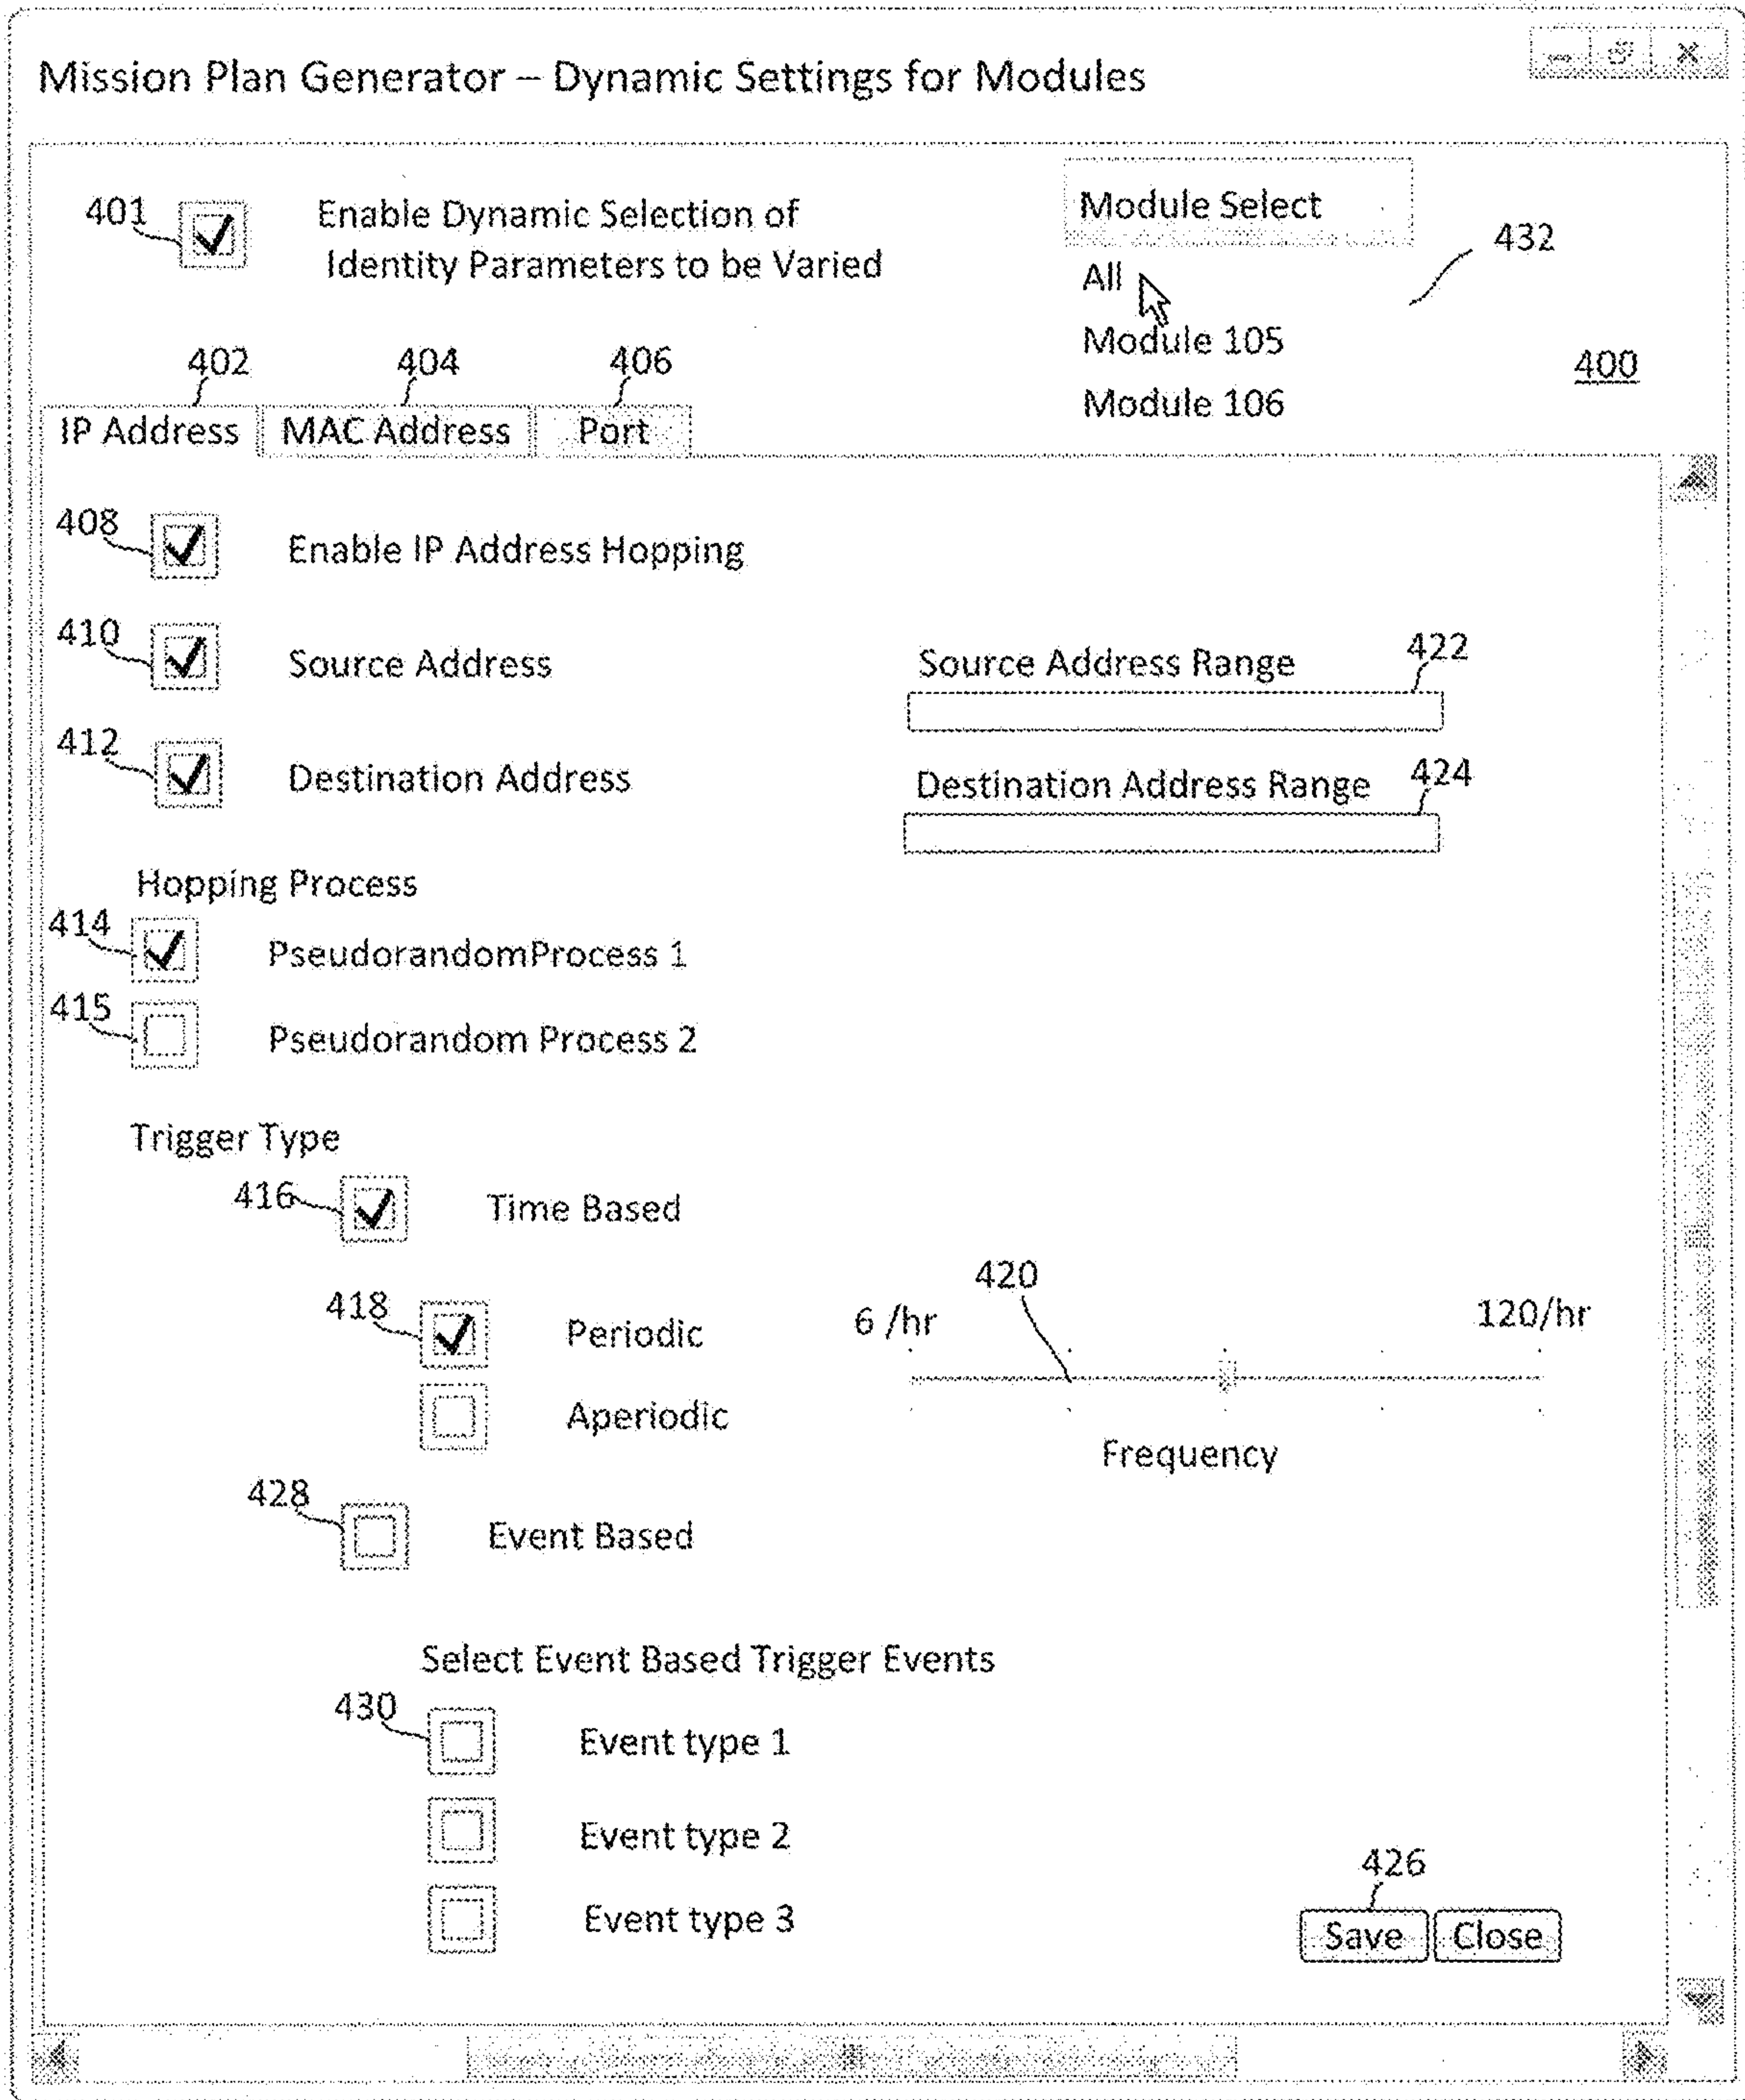 Mission Plan Generator – Dynamic Settings for Modules
401
Enable Dynamic Selection of
Identity Parameters to be Varied
Module Select
All
Module 105
Module 106
432
400
402
404
406
IP Address
MAC Address
Port
408
Enable IP Address Hopping
410
Source Address
Source Address Range
422
412
Destination Address
Destination Address Range
424
Hopping Process
414
PseudorandomProcess 1
415
Pseudorandom Process 2
Trigger Type
416
Time Based
418
Periodic
420
6 /hr
120/hr
Aperiodic
Frequency
428
Event Based
Select Event Based Trigger Events
430
Event type 1
Event type 2
Event type 3
426
Save
Close